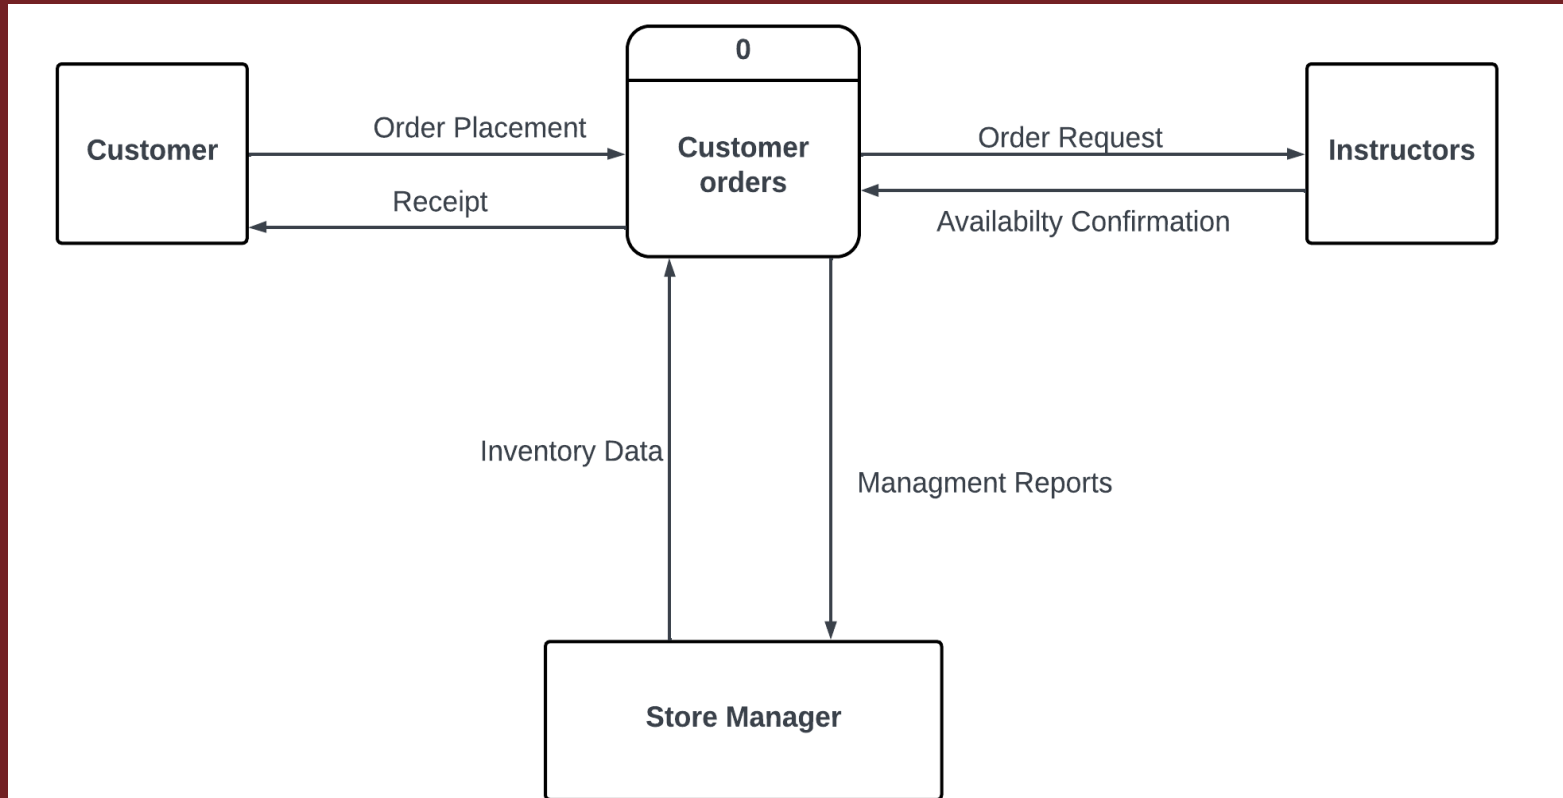 0
Customer
Order Placement
Customer
orders
Order Request
Instructors
Receipt
Availabilty Confirmation
Inventory Data
Managment Reports
Store Manager